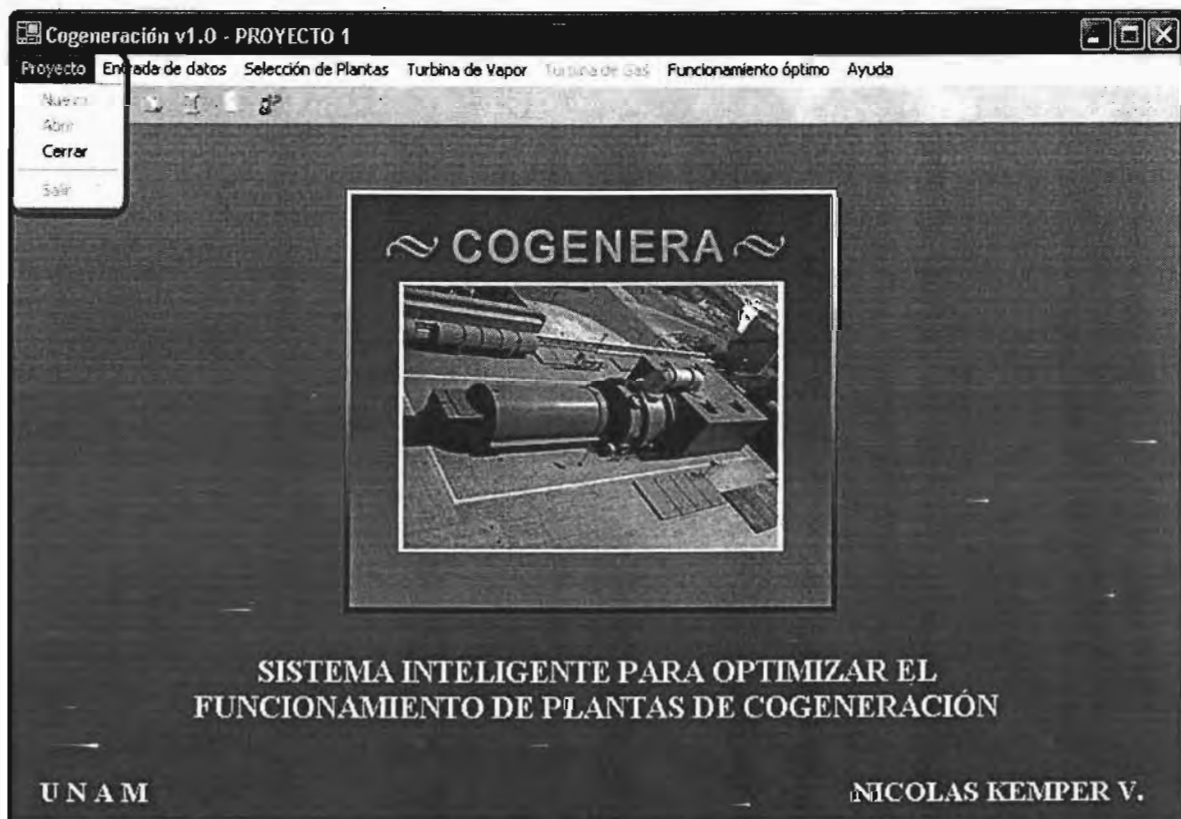 Cogeneración v1.0 - PROYECTO 1
Proyecto Entrada de datos Selección de Plantas Turbina de Vapor Turbina de Gas Funcionamiento óptimo Ayuda
Nuevo
Abrir
Cerrar
Salir
COGENERA
SISTEMA INTELIGENTE PARA OPTIMIZAR EL
FUNCIONAMIENTO DE PLANTAS DE COGENERACIÓN
UNAM
NICOLAS KEMPER V.